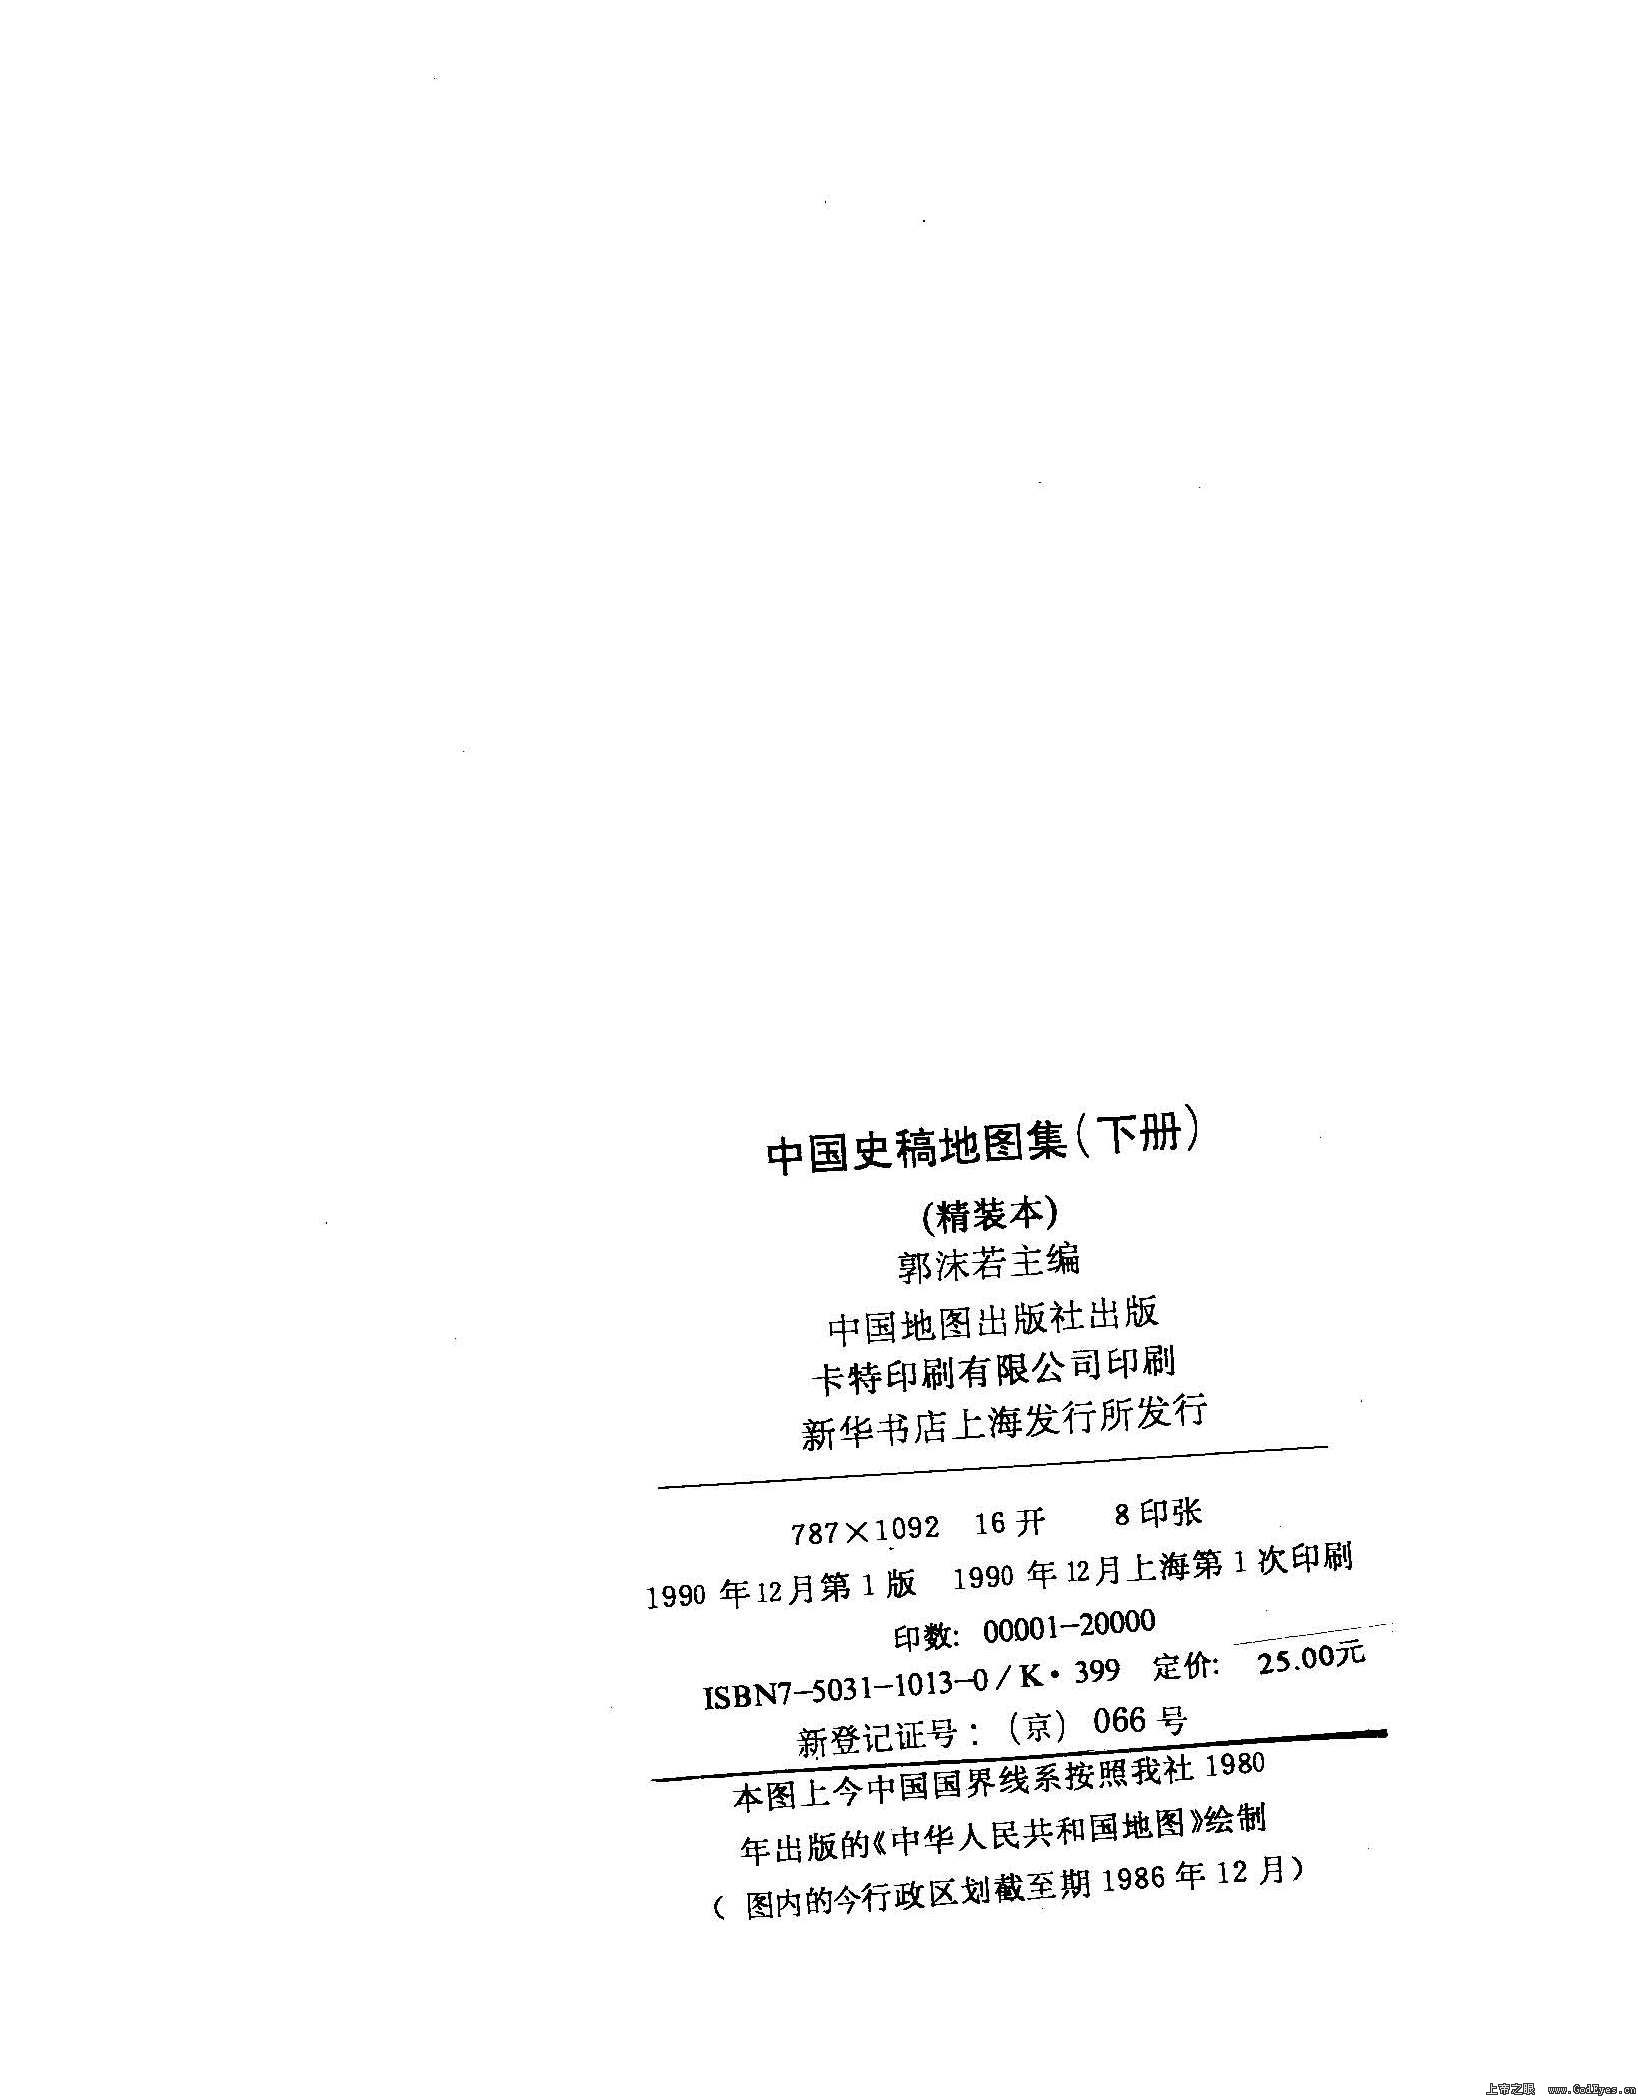 中国史稿地图集(下册)
(精装本)
郭沫若主编
中国地图出版社出版
卡特印刷有限公司印刷
新华书店上海发行所发行
787×1092 16开 8印张
1990年12月第1版 1990年12月上海第1次印刷
印数: 00001-20000
ISBN7-5031-1013-0/K·399 定价: 25.00元
新登记证号:(京)066号
本图上今中国国界线系按照我社1980
年出版的《中华人民共和国地图》绘制
(图内的今行政区划截至期1986年12月)
上帝之眼 www.GodEyes.cn